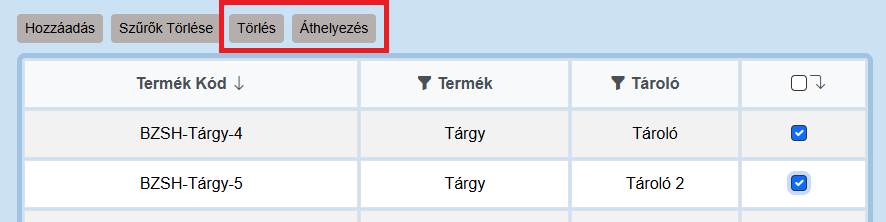 Hozzáadás Szűrők Törlése Törlés Áthelyezés
Termék Kód Termék Tároló
BZSH-Tárgy-4 Tárgy Tároló
BZSH-Tárgy-5 Tárgy Tároló 2